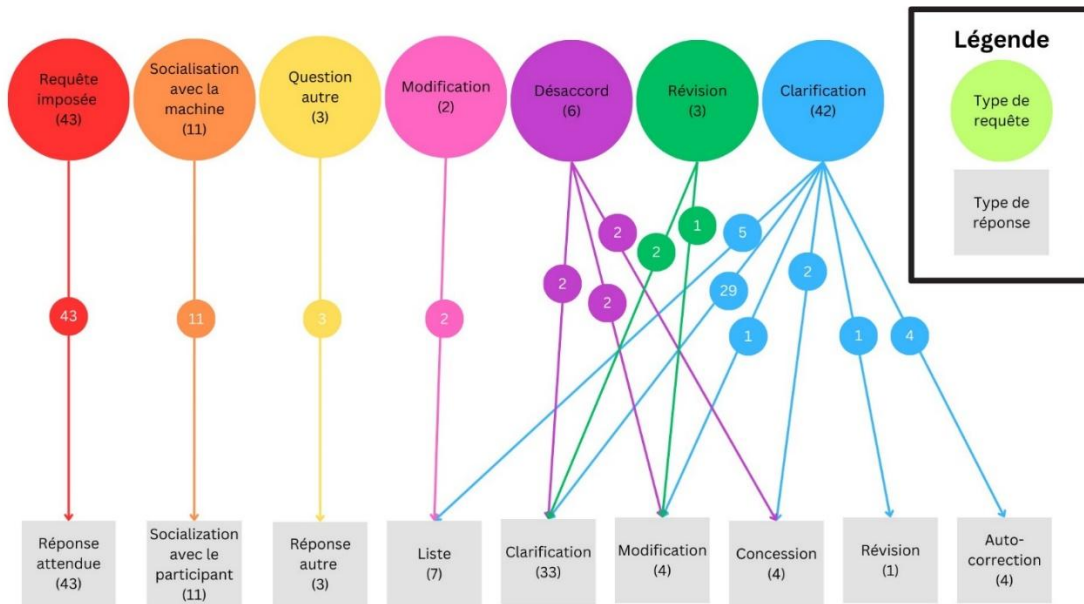 Requête
imposée
(43)
Socialisation
avec la
machine
(11)
Question
autre
(3)
Modification
(2)
Désaccord
(6)
Révision
(3)
Clarification
(42)
Légende
Type de
requête
Type de
réponse
2
1
5
2
2
29
2
43
11
3
2
1
1
4
Réponse
attendue
(43)
Socialization
avec le
participant
(11)
Réponse
autre
(3)
Liste
(7)
Clarification
(33)
Modification
(4)
Concession
(4)
Révision
(1)
Auto-
correction
(4)